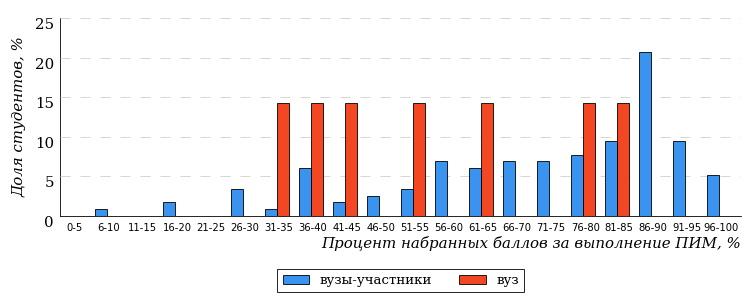 Доля студентов, %
25
20
15
10
5
0
0-5 6-10 11-15 16-20 21-25 26-30 31-35 36-40 41-45 46-50 51-55 56-60 61-65 66-70 71-75 76-80 81-85 86-90 91-95 96-100
Процент набранных баллов за выполнение ПИМ, %
вузы-участники вуз